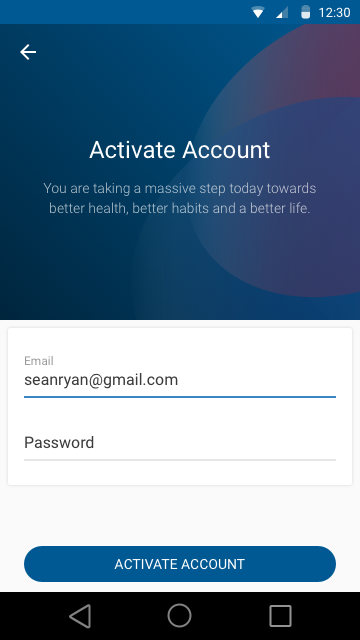 12:30
Activate Account
You are taking a massive step today towards
better health, better habits and a better life.
Email
seanryan@gmail.com
Password
ACTIVATE ACCOUNT